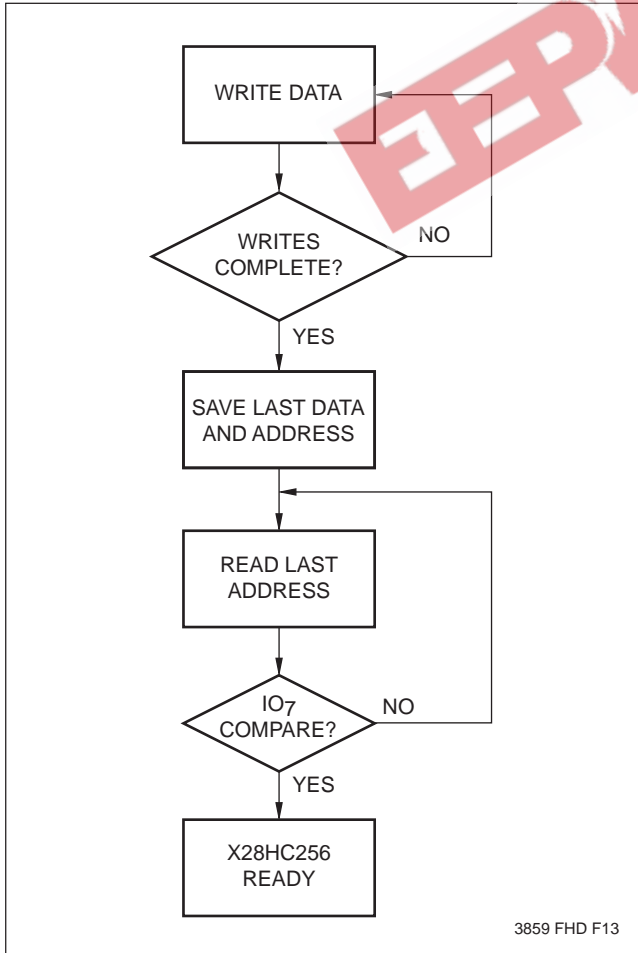 WRITE DATA
WRITES
COMPLETE?
NO
YES
SAVE LAST DATA
AND ADDRESS
READ LAST
ADDRESS
IO7
COMPARE?
NO
YES
X28HC256
READY
3859 FHD F13